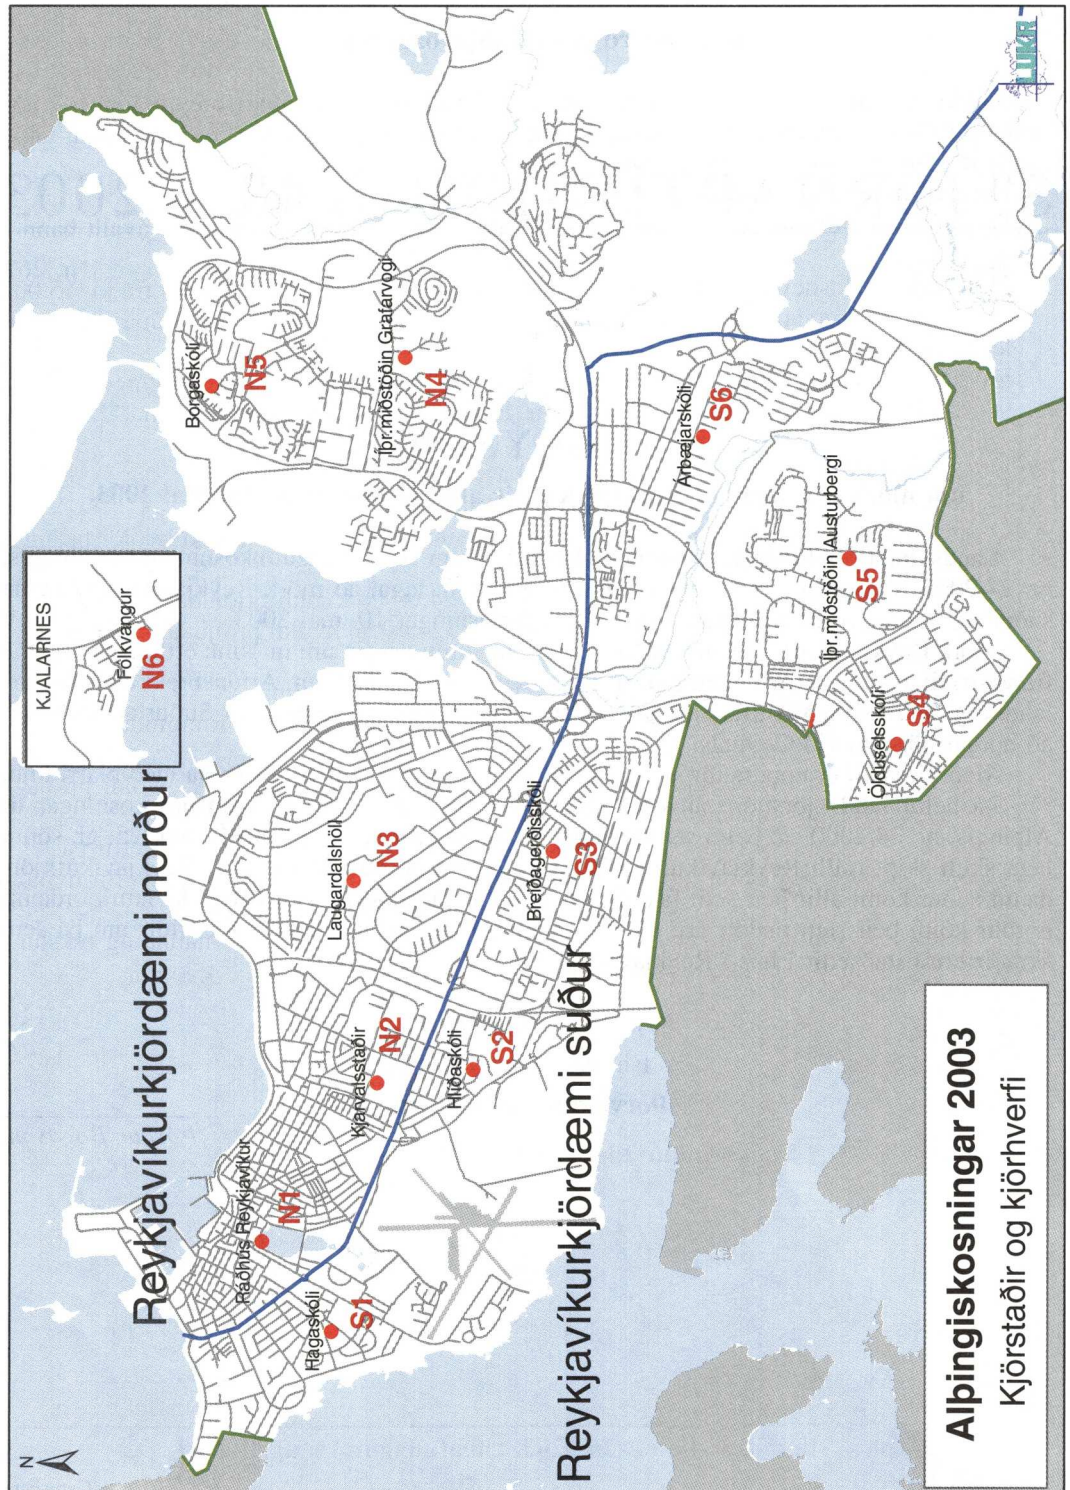 N
Reykjavíkurkjördæmi norður
KJALARNES
Fólkvangur
N6
Borgaskóli
N5
Íþr.miðstöðin Grafarvogi
N4
Laugardalshöll
N3
Kjarvalsstaðir
N2
Ráðhús Reykjavíkur
N1
Hagaskóli
S1
Hlíðaskóli
S2
Breiðagerðisskóli
S3
Ölduselsskóli
S4
Íþr.miðstöðin Austurbergi
S5
Árbæjarskóli
S6
Reykjavíkurkjördæmi suður
Alþingiskosningar 2003
Kjörstaðir og kjörhverfi
LUKR